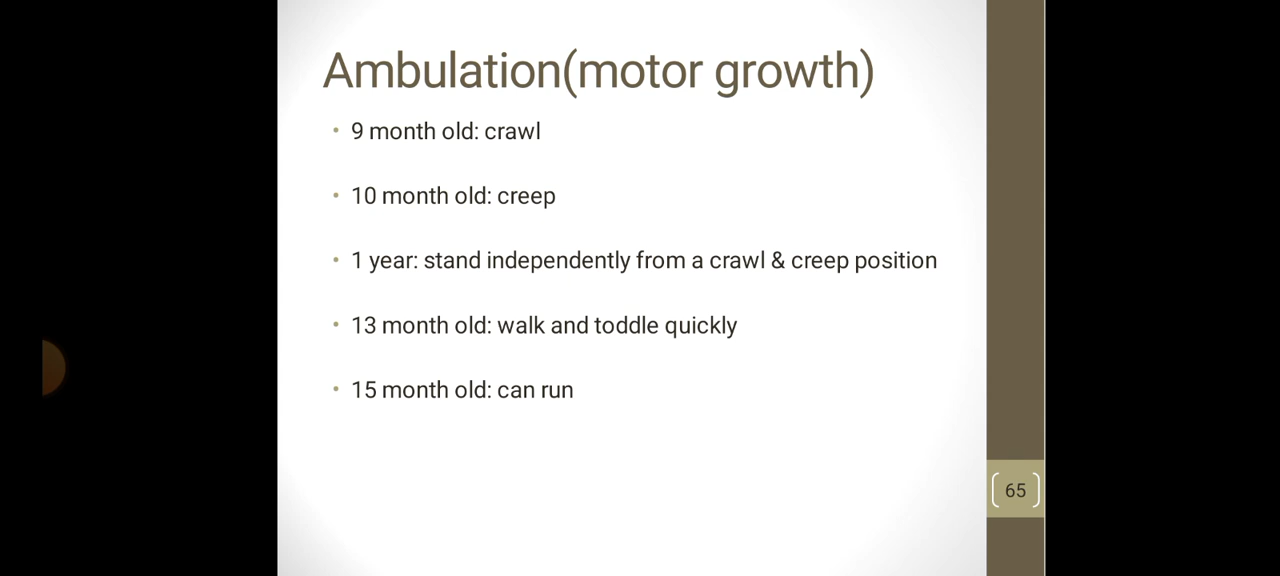 Ambulation(motor growth)
• 9 month old: crawl
• 10 month old: creep
• 1 year: stand independently from a crawl & creep position
• 13 month old: walk and toddle quickly
• 15 month old: can run
65